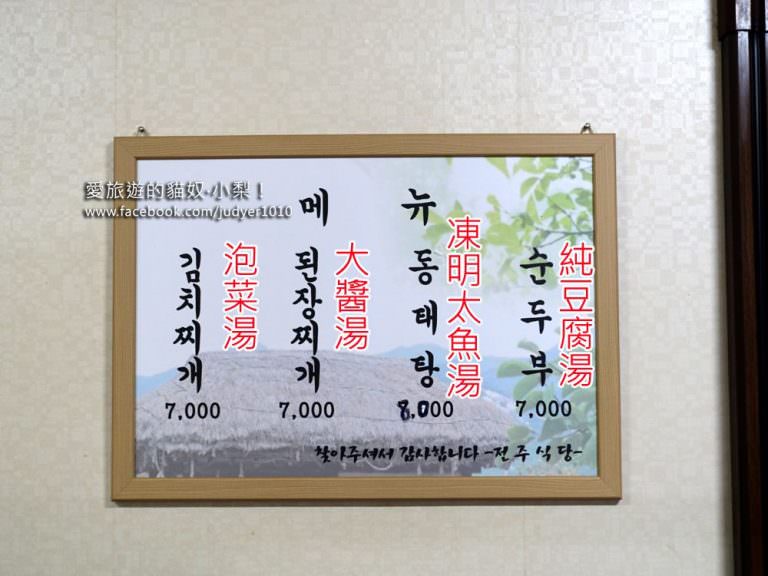 愛旅遊的貓奴 小梨！
www.facebook.com/judyer1010
메 뉴
김치찌개
泡菜湯
7,000
된장찌개
大醬湯
7,000
동태탕
凍明太魚湯
8,000
순두부
純豆腐湯
7,000
찾아주셔서 감사합니다 -전주식당-